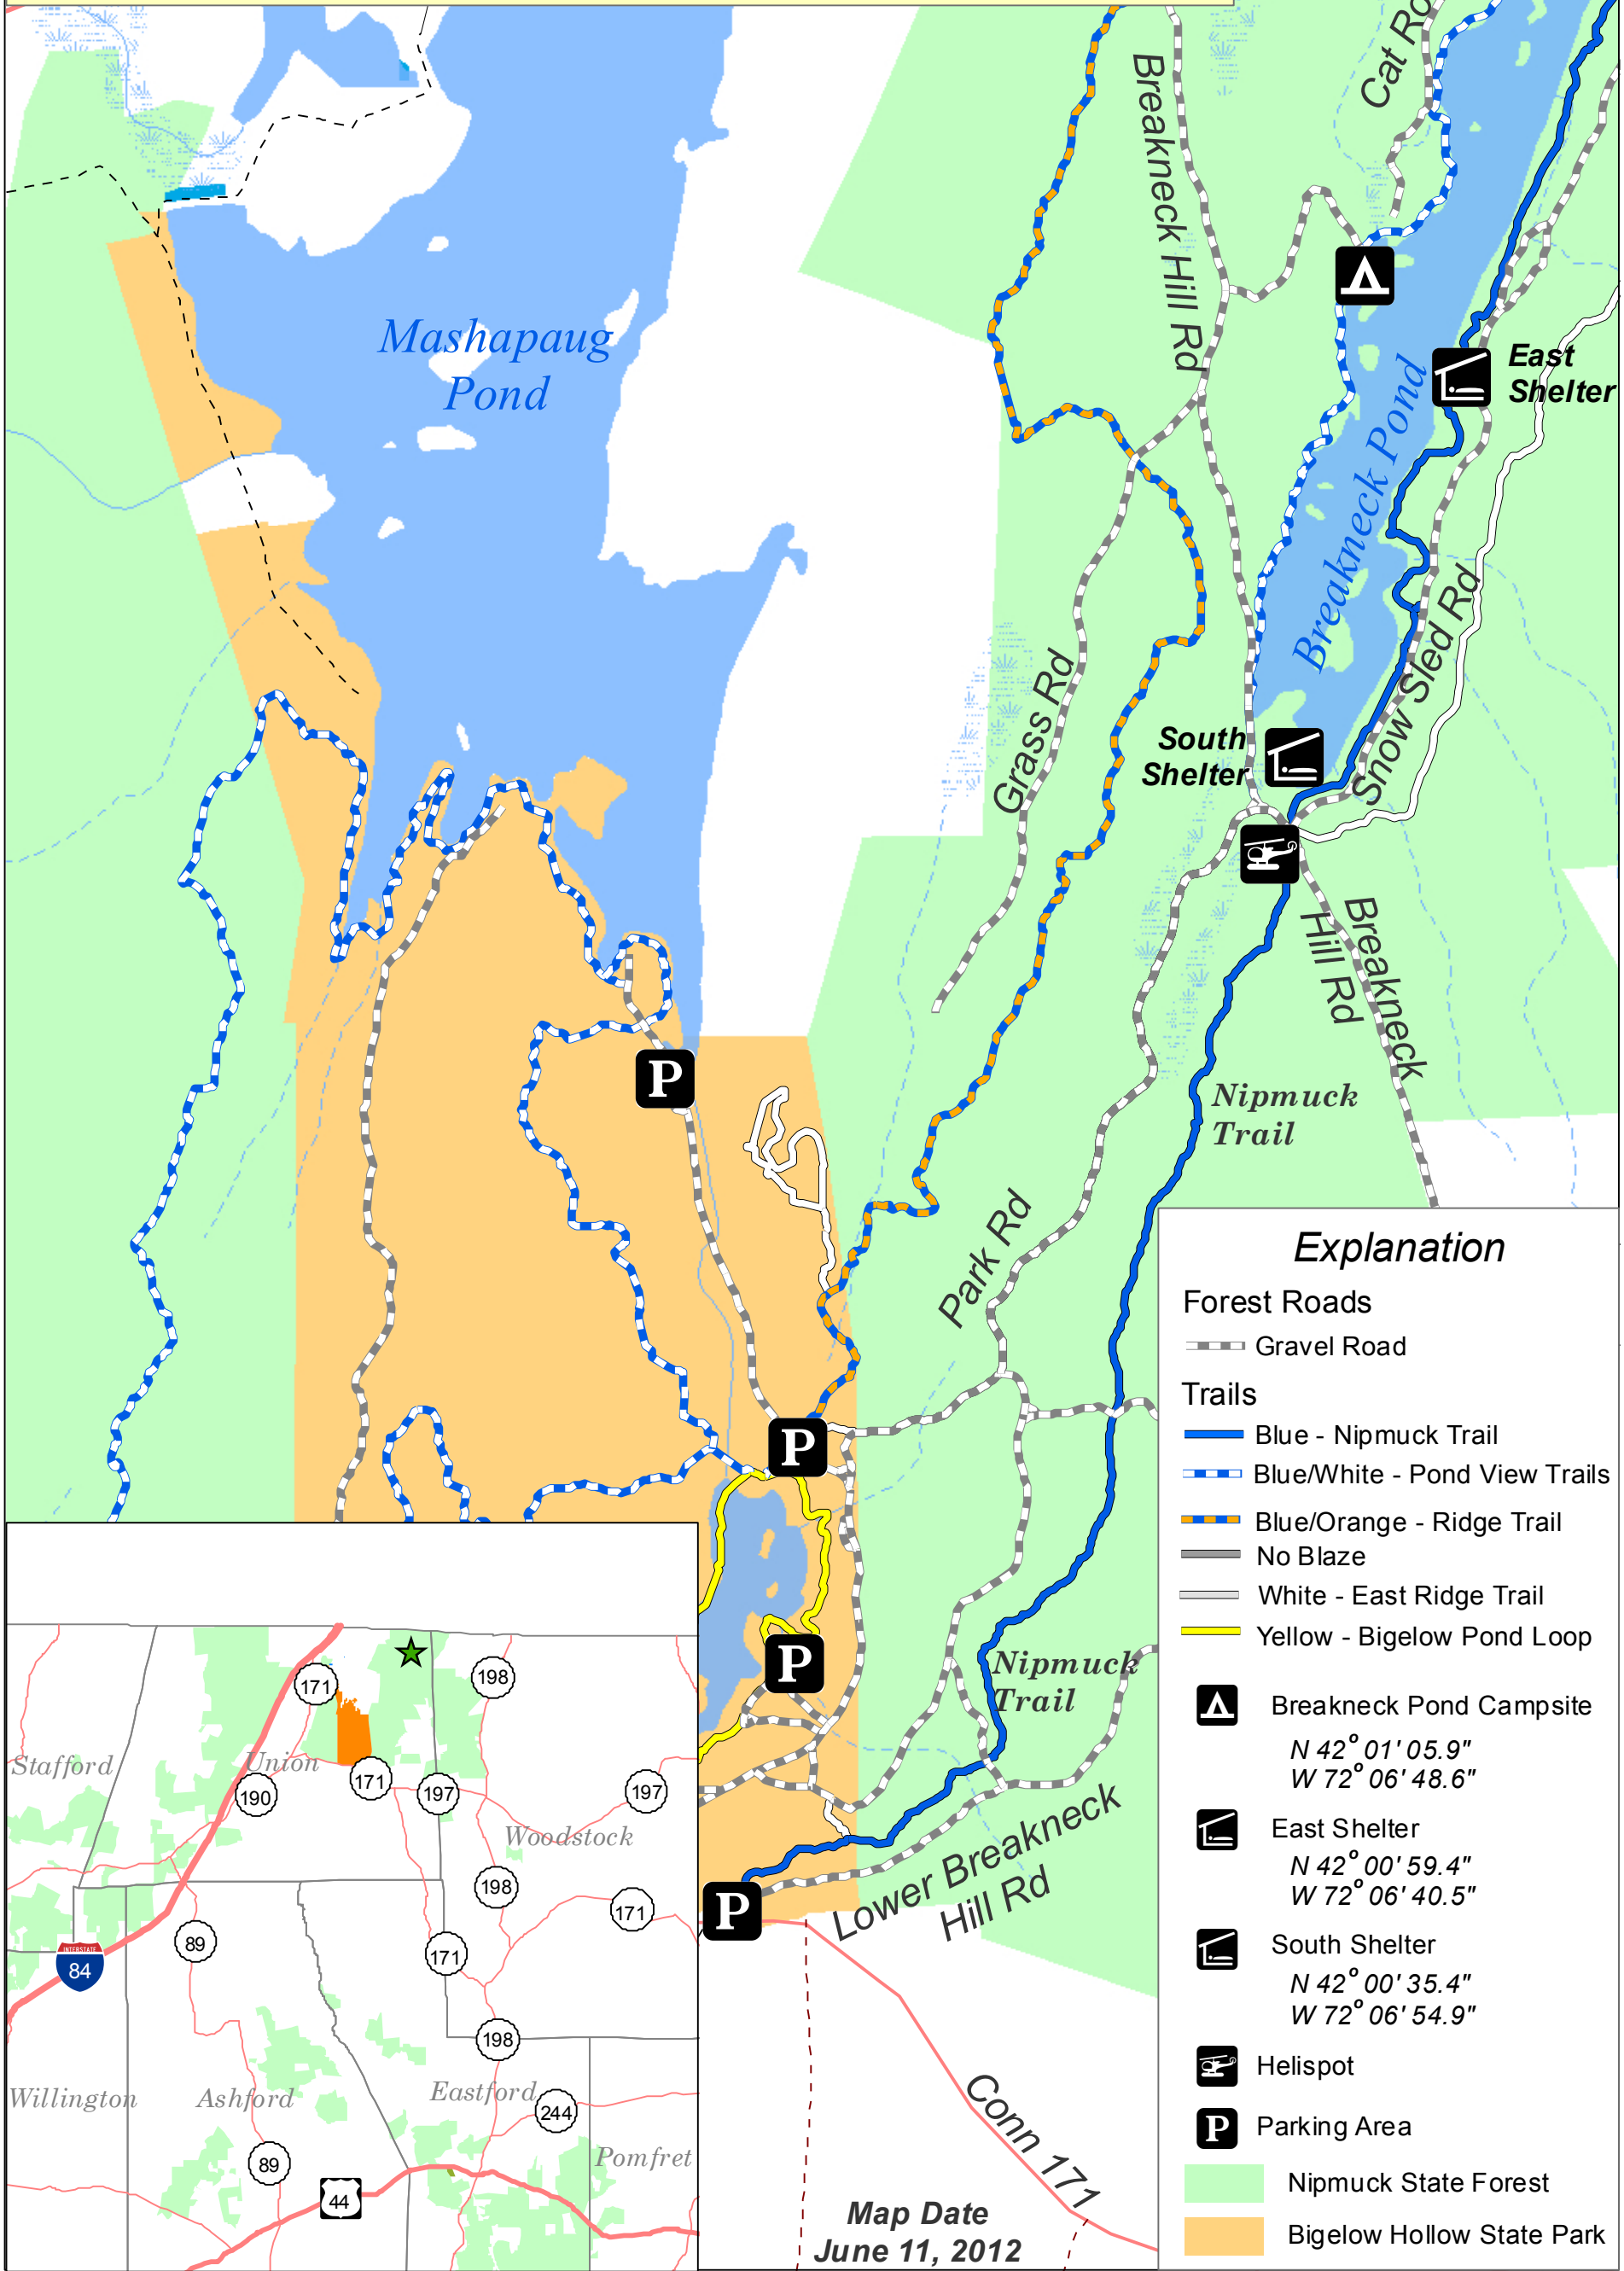 Cat Ro
Breakneck Hill Rd
Mashapaug
Pond
East
Shelter
Breakneck Pond
Snow Sled Rd
Grass Rd
South
Shelter
Breakneck
Hill Rd
P
Nipmuck
Trail
Park Rd
P
Nipmuck
Trail
P
Lower Breakneck
Hill Rd
P
Conn 171
Map Date
June 11, 2012
Explanation
Forest Roads
Gravel Road
Trails
Blue - Nipmuck Trail
Blue/White - Pond View Trails
Blue/Orange - Ridge Trail
No Blaze
White - East Ridge Trail
Yellow - Bigelow Pond Loop
Breakneck Pond Campsite
N 42° 01' 05.9"
W 72° 06' 48.6"
East Shelter
N 42° 00' 59.4"
W 72° 06' 40.5"
South Shelter
N 42° 00' 35.4"
W 72° 06' 54.9"
Helispot
P Parking Area
Nipmuck State Forest
Bigelow Hollow State Park
171
198
Stafford
Union
190
171
197
197
Woodstock
198
171
89
INTERSTATE
84
171
198
Willington
Ashford
Eastford
244
Pomfret
89
44